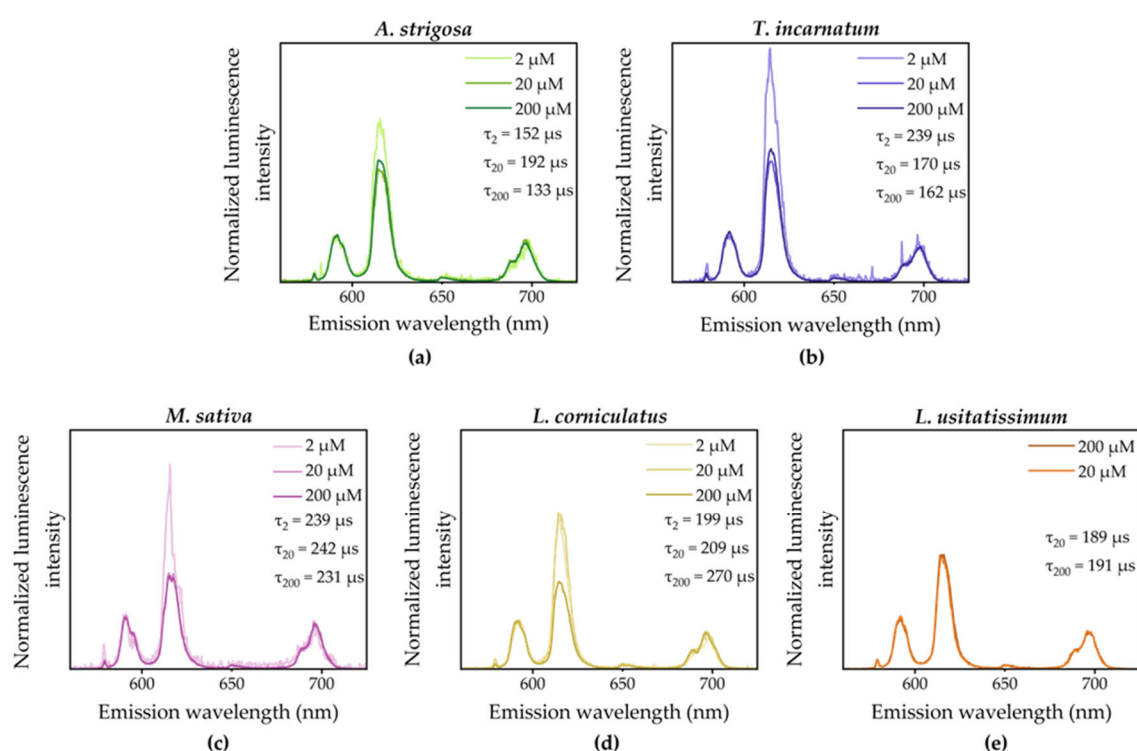 A. strigosa
Normalized luminescence
intensity
2 μM
20 μM
200 μM
τ2 = 152 μs
τ20 = 192 μs
τ200 = 133 μs
600
650
700
Emission wavelength (nm)
(a)
T. incarnatum
Normalized luminescence
intensity
2 μM
20 μM
200 μM
τ2 = 239 μs
τ20 = 170 μs
τ200 = 162 μs
600
650
700
Emission wavelength (nm)
(b)
M. sativa
Normalized luminescence
intensity
2 μM
20 μM
200 μM
τ2 = 239 μs
τ20 = 242 μs
τ200 = 231 μs
600
650
700
Emission wavelength (nm)
(c)
L. corniculatus
Normalized luminescence
intensity
2 μM
20 μM
200 μM
τ2 = 199 μs
τ20 = 209 μs
τ200 = 270 μs
600
650
700
Emission wavelength (nm)
(d)
L. usitatissimum
Normalized luminescence
intensity
200 μM
20 μM
τ20 = 189 μs
τ200 = 191 μs
600
650
700
Emission wavelength (nm)
(e)